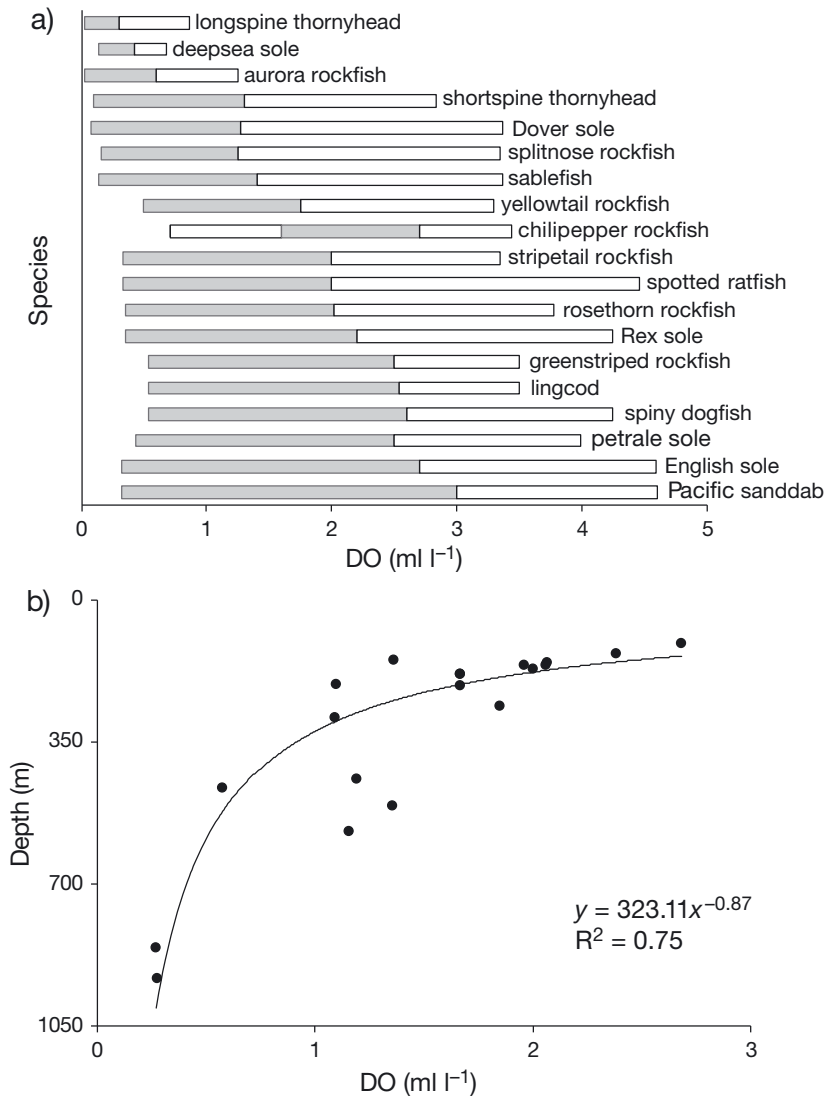 a)
longspine thornyhead
deepsea sole
aurora rockfish
shortspine thornyhead
Dover sole
splitnose rockfish
sablefish
yellowtail rockfish
chilipepper rockfish
stripetail rockfish
spotted ratfish
rosethorn rockfish
Rex sole
greenstriped rockfish
lingcod
spiny dogfish
petrale sole
English sole
Pacific sanddab
Species
0 1 2 3 4 5
DO (ml l⁻¹)
b)
0
350
700
1050
Depth (m)
y = 323.11x⁻⁰·⁸⁷
R² = 0.75
0 1 2 3
DO (ml l⁻¹)